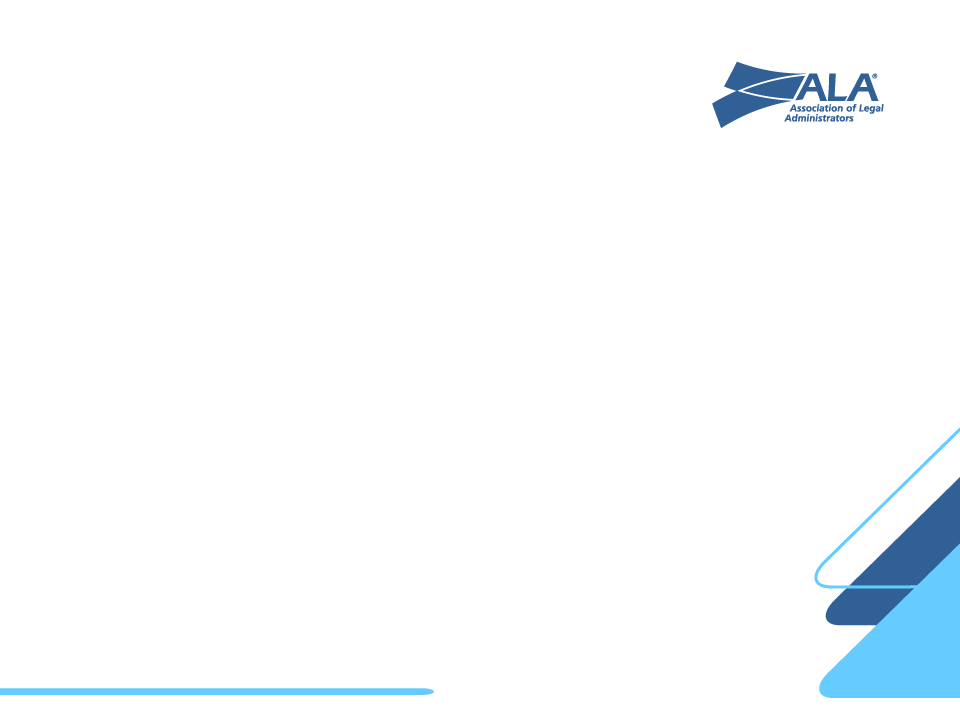 ALA®
Association of Legal
Administrators